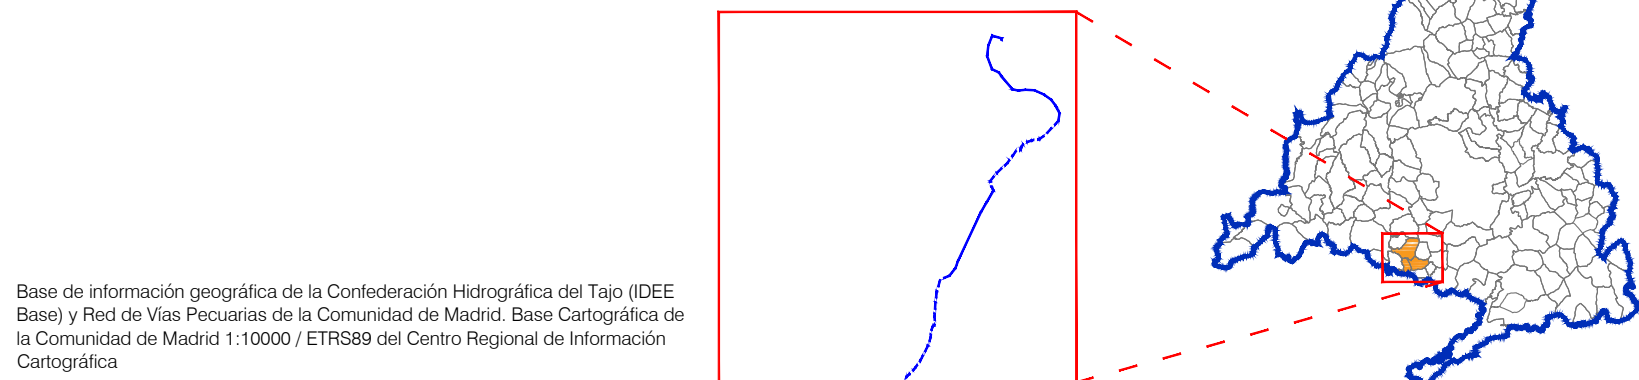 Base de información geográfica de la Confederación Hidrográfica del Tajo (IDEE
Base) y Red de Vías Pecuarias de la Comunidad de Madrid. Base Cartográfica de
la Comunidad de Madrid 1:10000 / ETRS89 del Centro Regional de Información
Cartográfica